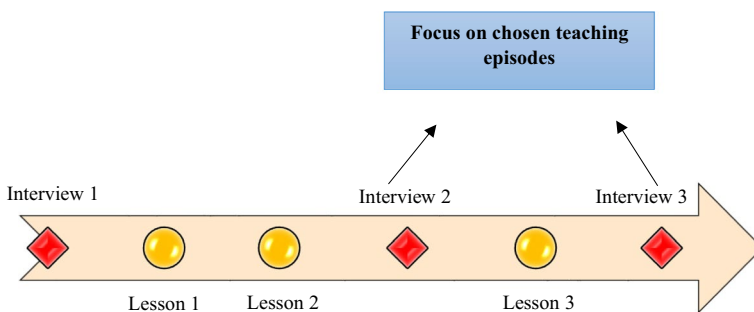 Focus on chosen teaching
episodes
Interview 1
Interview 2
Interview 3
Lesson 1
Lesson 2
Lesson 3